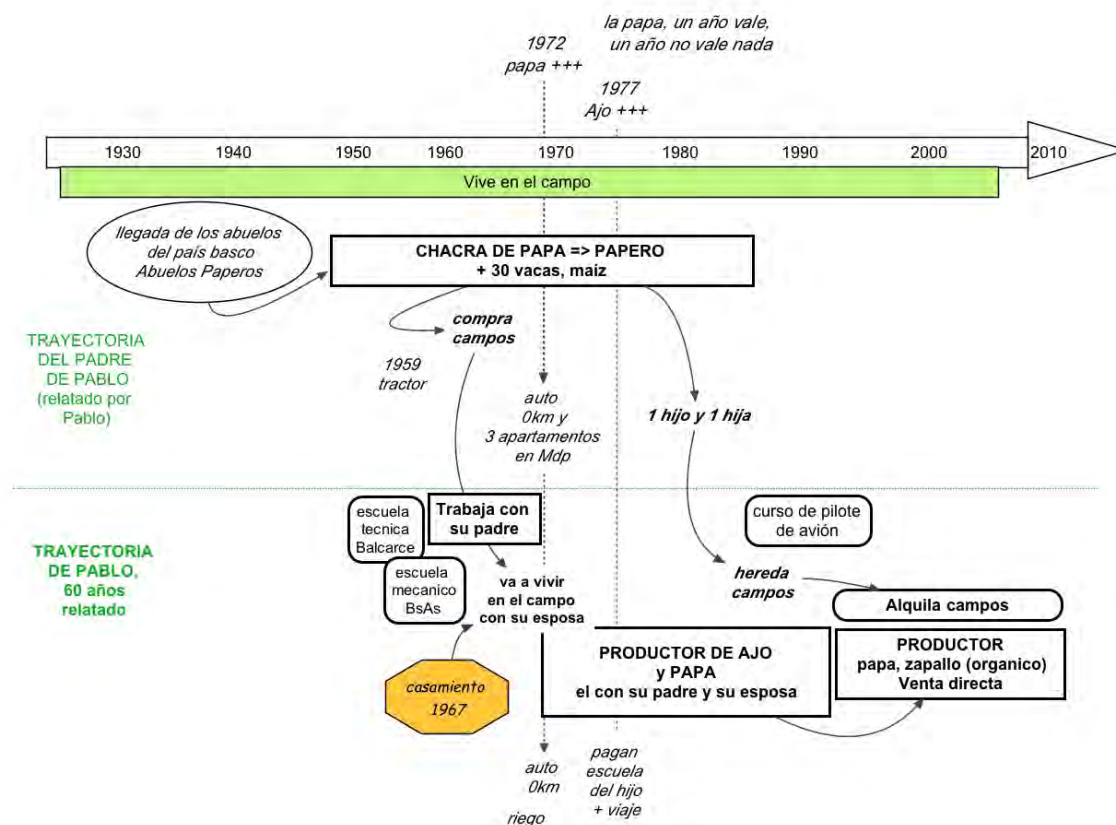 la papa, un año vale,
un año no vale nada
1972
papa +++
1977
Ajo +++
1930 1940 1950 1960 1970 1980 1990 2000 2010
Vive en el campo
llegada de los abuelos
del país basco
Abuelos Paperos
CHACRA DE PAPA => PAPERO
+ 30 vacas, maiz
TRAYECTORIA
DEL PADRE
DE PABLO
(relatado por
Pablo)
compra
campos
1959
tractor
auto
0km y
3 apartamentos
en Mdp
1 hijo y 1 hija
TRAYECTORIA
DE PABLO,
60 años
relatado
escuela
tecnica
Balcarce
Trabaja con
su padre
escuela
mecanico
BsAs
va a vivir
en el campo
con su esposa
casamiento
1967
curso de pilote
de avión
hereda
campos
Alquila campos
PRODUCTOR DE AJO
y PAPA
el con su padre y su esposa
PRODUCTOR
papa, zapallo (organico)
Venta directa
auto
0km
riego
pagan
escuela
del hijo
+ viaje